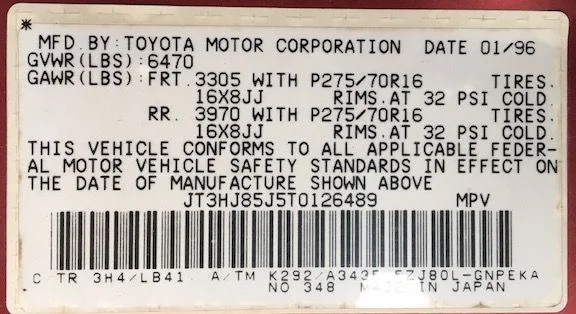 *
MFD. BY: TOYOTA MOTOR CORPORATION DATE 01/96
GVWR(LBS):6470
GAWR(LBS):FRT. 3305 WITH P275/70R16 TIRES.
16X8JJ RIMS. AT 32 PSI COLD.
RR. 3970 WITH P275/70R16 TIRES.
16X8JJ RIMS. AT 32 PSI COLD.
THIS VEHICLE CONFORMS TO ALL APPLICABLE FEDER-
AL MOTOR VEHICLE SAFETY STANDARDS IN EFFECT ON
THE DATE OF MANUFACTURE SHOWN ABOVE
JT3HJ85J5T0126489 MPV
C/TR 3H4/LB41. A/TM K292/A343F FZJ80L-GNPEKA
NO 348 IN JAPAN